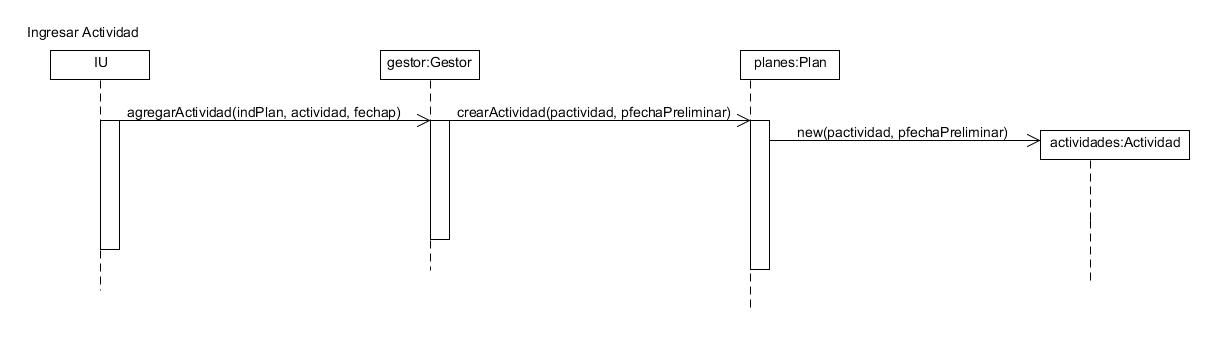 Ingresar Actividad
IU
gestor:Gestor
planes:Plan
agregarActividad(indPlan, actividad, fechap)
crearActividad(pactividad, pfechaPreliminar)
new(pactividad, pfechaPreliminar)
actividades:Actividad